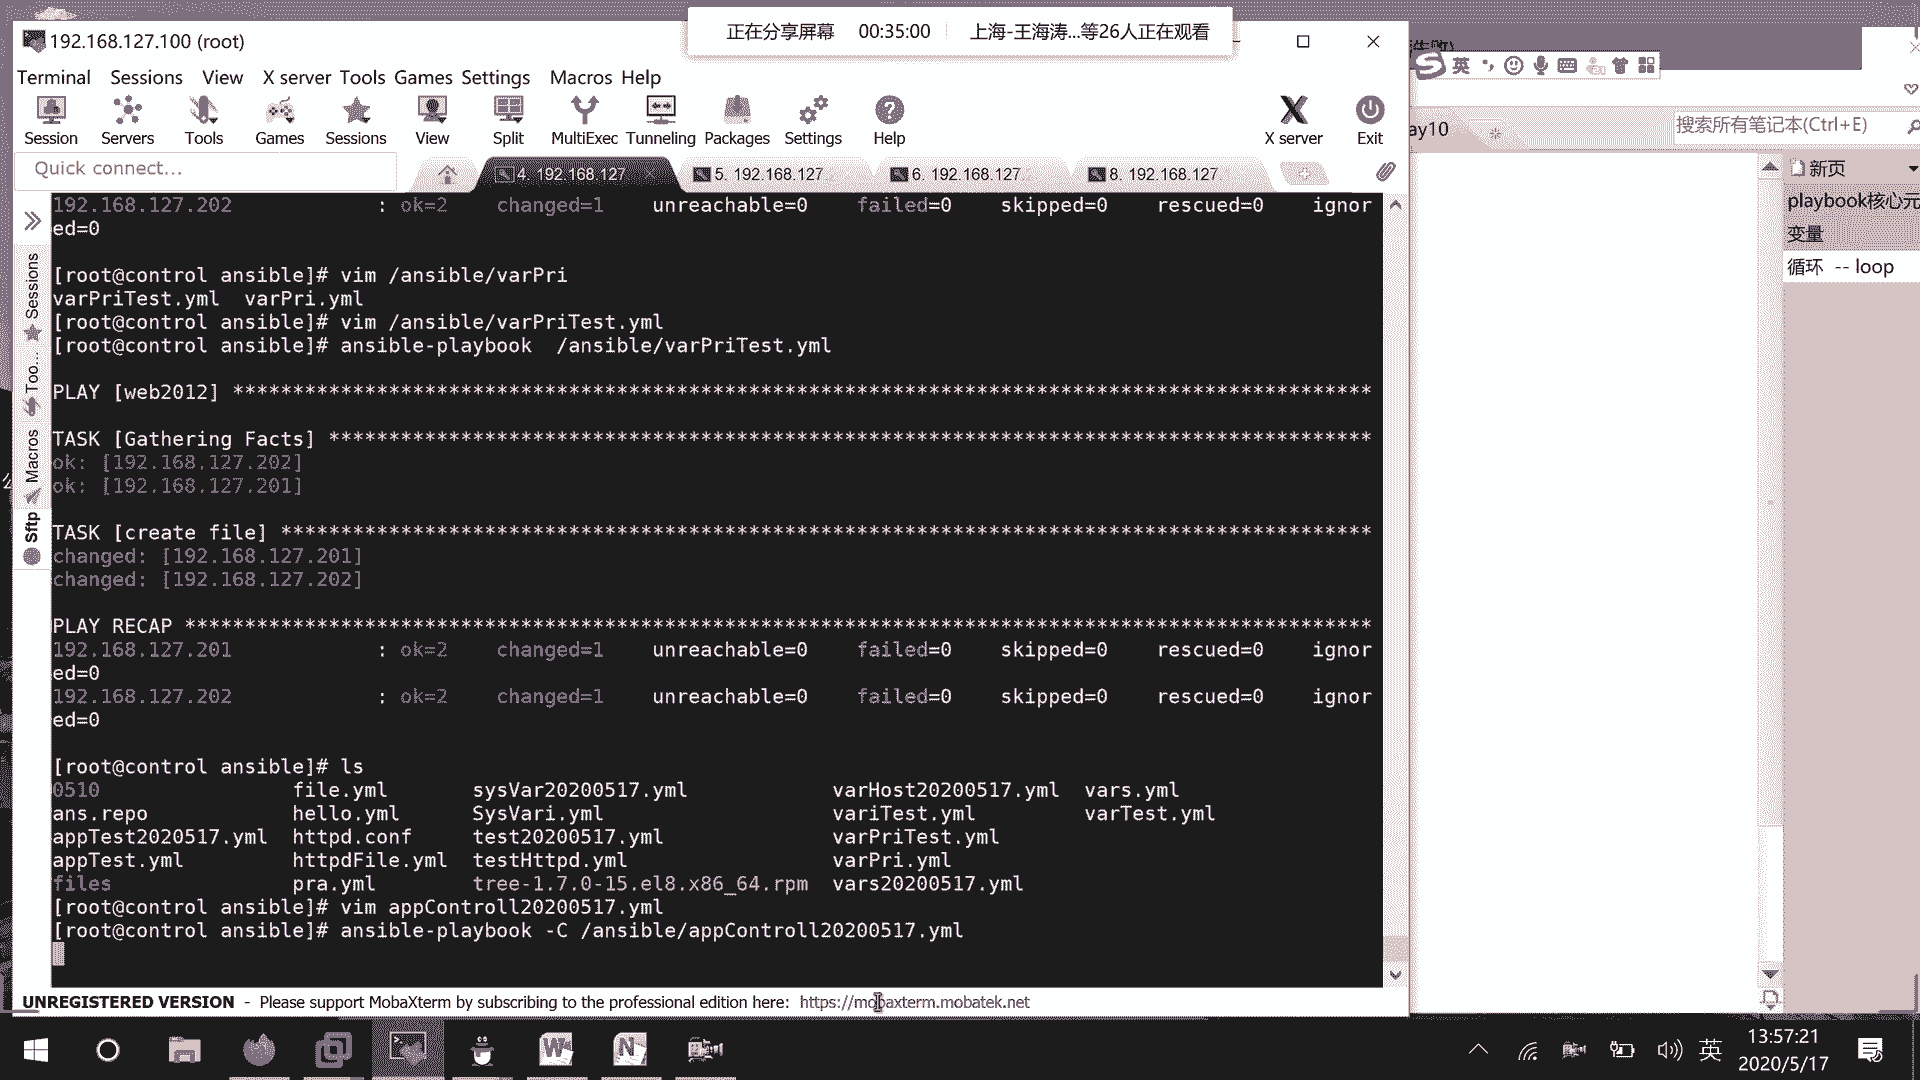 192.168.127.100 (root)
正在分享屏幕 00:35:00 上海-王海涛...等26人正在观看
Terminal Sessions View X server Tools Games Settings Macros Help
Session Servers Tools Games Sessions View Split MultiExec Tunneling Packages Settings Help X server Exit
英
ay10
搜索所有笔记本(Ctrl+E)
Quick connect...
4. 192.168.127 5. 192.168.127. 6. 192.168.127. 8. 192.168.127.
新页
playbook核心元
变量
循环 -- loop
Sessions
Too...
Macros
Sftp
192.168.127.202 : ok=2 changed=1 unreachable=0 failed=0 skipped=0 rescued=0 ignor
ed=0
[root@control ansible]# vim /ansible/varPri
varPriTest.yml varPri.yml
[root@control ansible]# vim /ansible/varPriTest.yml
[root@control ansible]# ansible-playbook /ansible/varPriTest.yml
PLAY [web2012] ***********************************************************************************************
TASK [Gathering Facts] ***************************************************************************************
ok: [192.168.127.202]
ok: [192.168.127.201]
TASK [create file] *******************************************************************************************
changed: [192.168.127.201]
changed: [192.168.127.202]
PLAY RECAP ***************************************************************************************************
192.168.127.201 : ok=2 changed=1 unreachable=0 failed=0 skipped=0 rescued=0 ignor
ed=0
192.168.127.202 : ok=2 changed=1 unreachable=0 failed=0 skipped=0 rescued=0 ignor
ed=0
[root@control ansible]# ls
0510 file.yml sysVar20200517.yml varHost20200517.yml vars.yml
ans.repo hello.yml SysVari.yml variTest.yml varTest.yml
appTest2020517.yml httpd.conf test20200517.yml varPriTest.yml
appTest.yml httpdFile.yml testHttpd.yml varPri.yml
files pra.yml tree-1.7.0-15.el8.x86_64.rpm vars20200517.yml
[root@control ansible]# vim appControll20200517.yml
[root@control ansible]# ansible-playbook -C /ansible/appControll20200517.yml
UNREGISTERED VERSION - Please support MobaXterm by subscribing to the professional edition here: https://mobaxterm.mobatek.net
英
13:57:21
2020/5/17